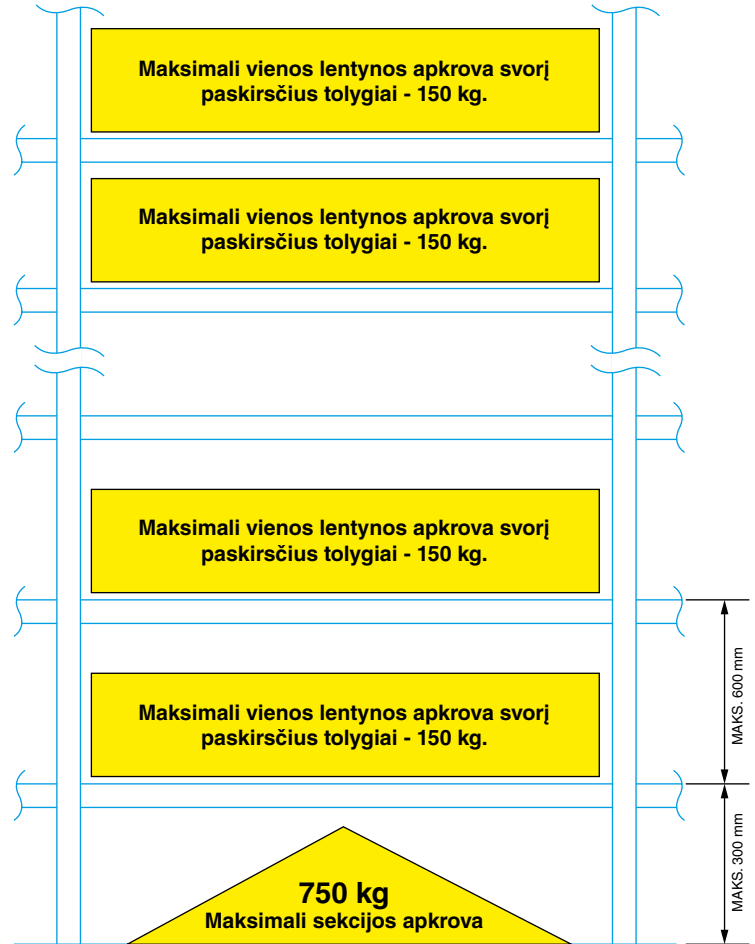 Maksimali vienos lentynos apkrova svorį
paskirsčius tolygiai - 150 kg.
Maksimali vienos lentynos apkrova svorį
paskirsčius tolygiai - 150 kg.
Maksimali vienos lentynos apkrova svorį
paskirsčius tolygiai - 150 kg.
MAKS. 600 mm
Maksimali vienos lentynos apkrova svorį
paskirsčius tolygiai - 150 kg.
MAKS. 300 mm
750 kg
Maksimali sekcijos apkrova